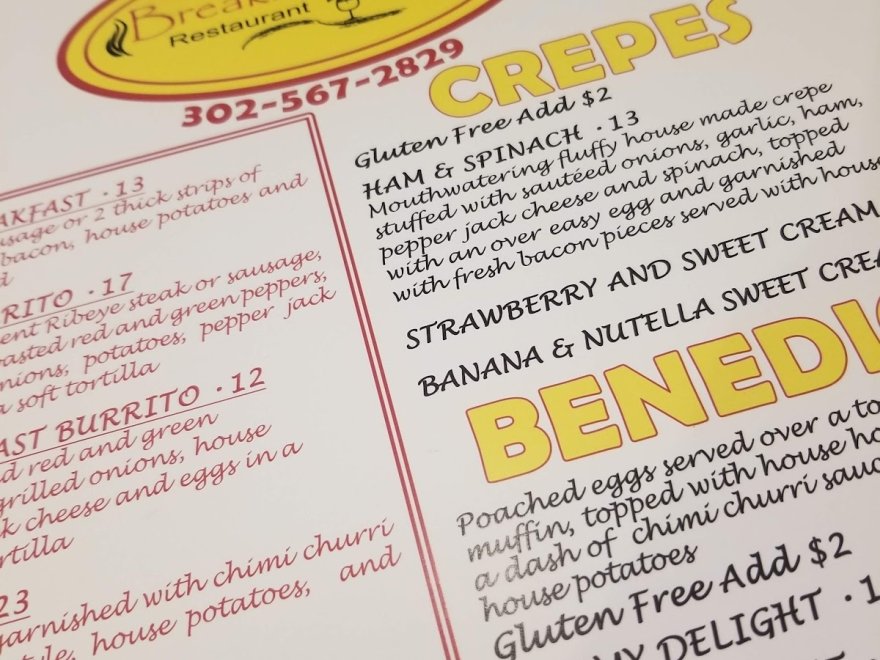 Restaurant
302-567-2829
AKFAST · 13
usage or 2 thick strips of
bacon, house potatoes and
RITO · 17
ent Ribeye steak or sausage,
oasted red and green peppers,
nions, potatoes, pepper jack
a soft tortilla
AST BURRITO · 12
d red and green
grilled onions, house
k cheese and eggs in a
rtilla
23
garnished with chimi churri
house potatoes, and
CREPES
Gluten Free Add $2
HAM & SPINACH · 13
Mouthwatering fluffy house made crepe
stuffed with sautéed onions, garlic, ham,
pepper jack cheese and spinach, topped
with an over easy egg and garnished
with fresh bacon pieces served with house
STRAWBERRY AND SWEET CREAM
BANANA & NUTELLA SWEET CREA
BENEDI
Poached eggs served over a to
muffin, topped with house ho
a dash of chimi churri sauc
house potatoes
Gluten Free Add $2
DELIGHT · 1